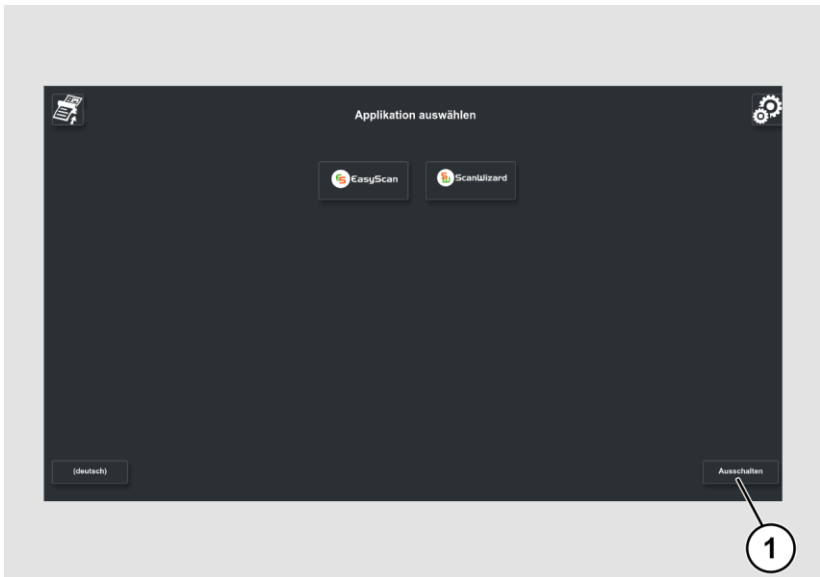 Applikation auswählen
EasyScan
ScanWizard
(deutsch)
Ausschalten
1